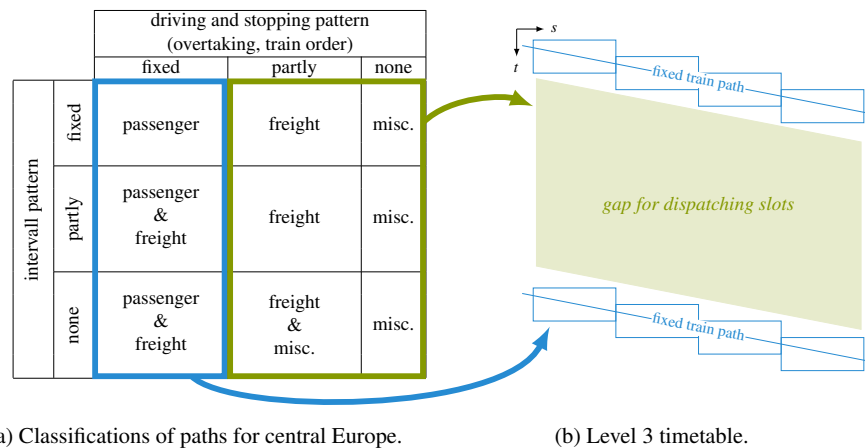 driving and stopping pattern
(overtaking, train order)
fixed partly none
intervall pattern
fixed
passenger freight misc.
partly
passenger
&
freight
freight
misc.
none
passenger
&
freight
freight
&
misc.
misc.
a) Classifications of paths for central Europe.
s
t
fixed train path
gap for dispatching slots
fixed train path
(b) Level 3 timetable.